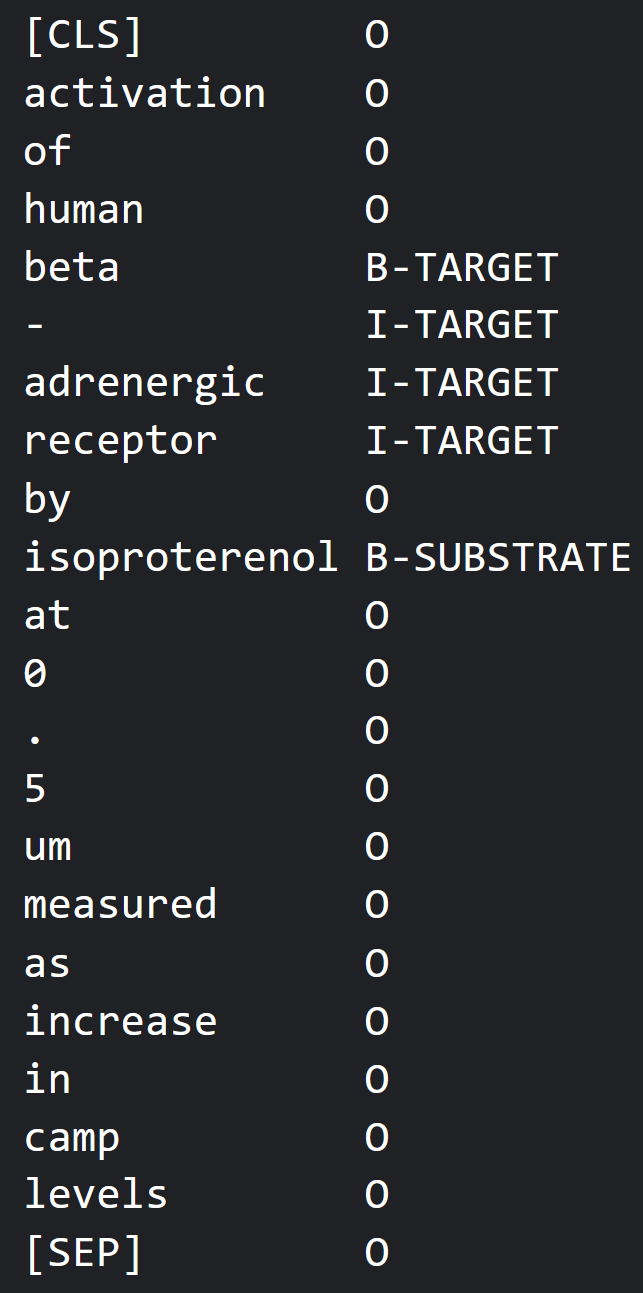 [CLS] O
activation O
of O
human O
beta B-TARGET
- I-TARGET
adrenergic I-TARGET
receptor I-TARGET
by O
isoproterenol B-SUBSTRATE
at O
0 O
. O
5 O
um O
measured O
as O
increase O
in O
camp O
levels O
[SEP] O